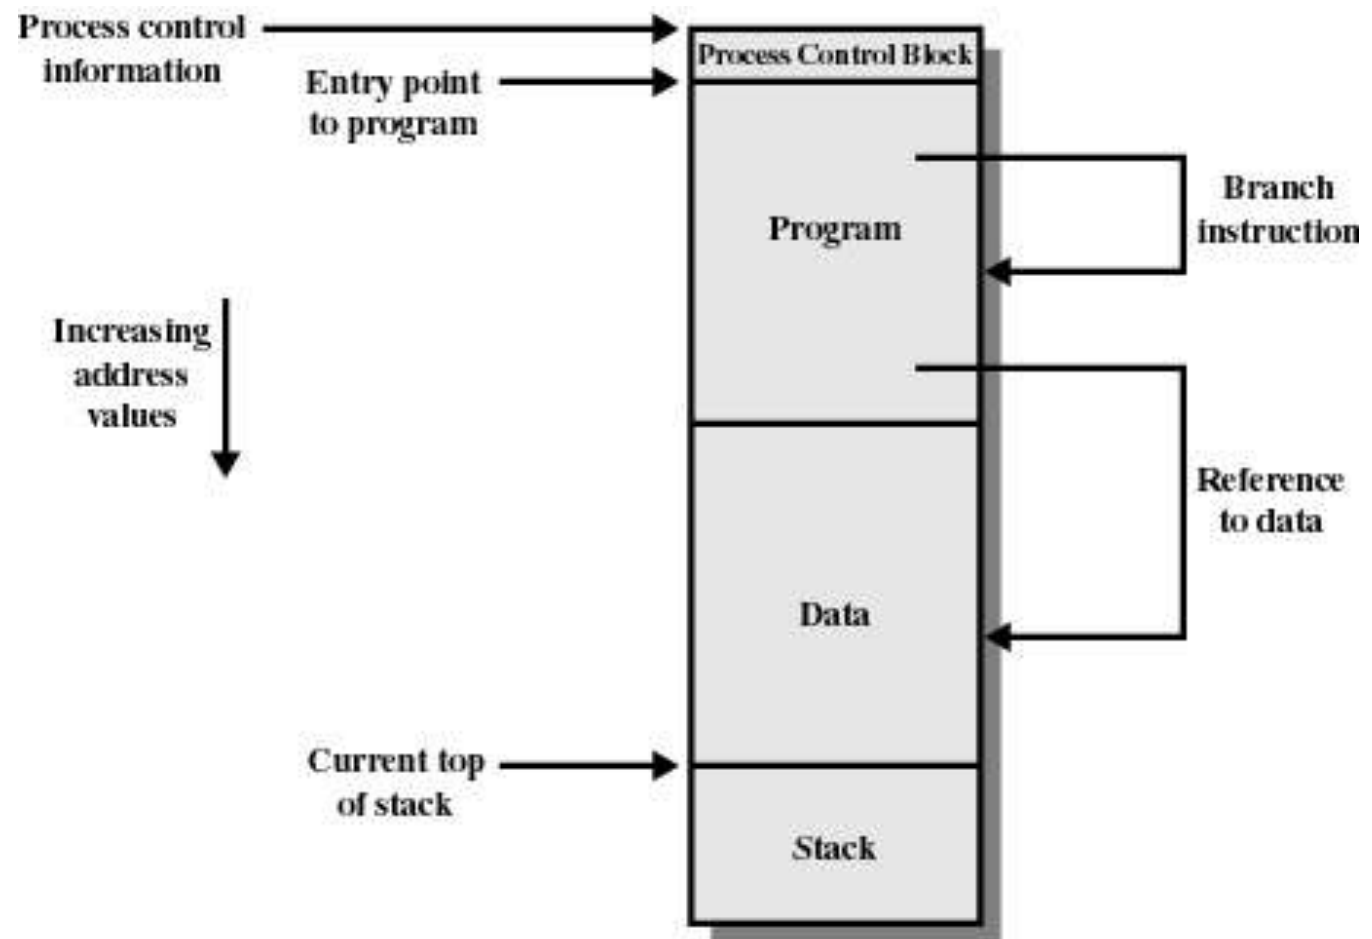 Process control
information
Process Control Block
Entry point
to program
Program
Branch
instruction
Increasing
address
values
Reference
to data
Data
Current top
of stack
Stack